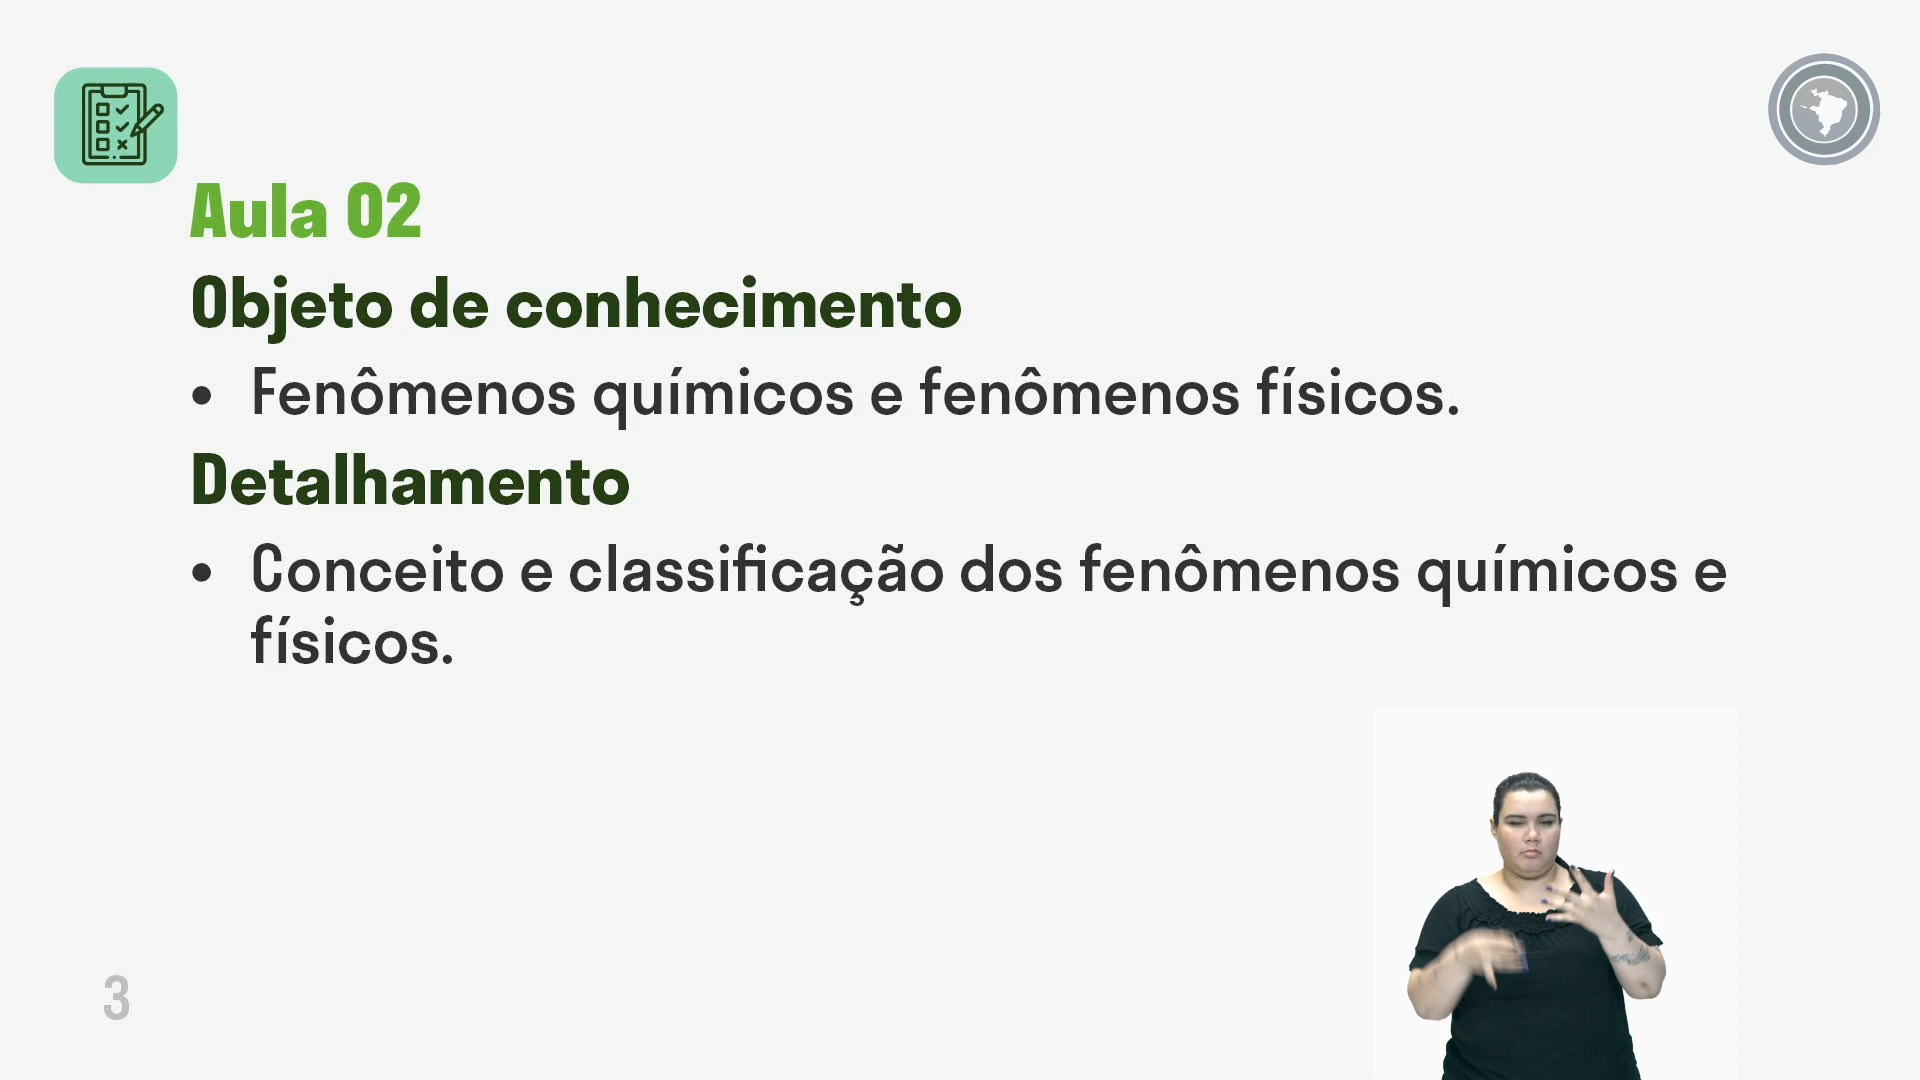 Aula 02
Objeto de conhecimento
• Fenômenos químicos e fenômenos físicos.
Detalhamento
• Conceito e classificação dos fenômenos químicos e
físicos.
3